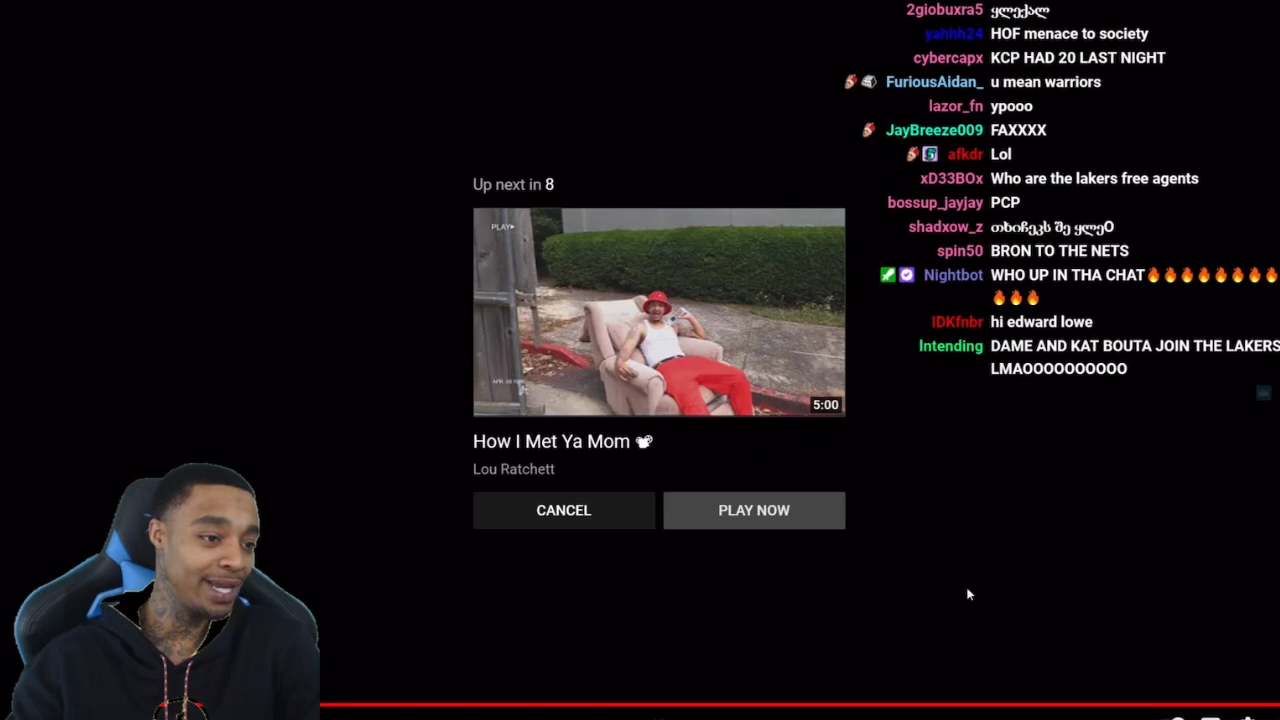 2giobuxra5 ყლექალ
yahhh24 HOF menace to society
cybercapx KCP HAD 20 LAST NIGHT
FuriousAidan_ u mean warriors
lazor_fn ypooo
JayBreeze009 FAXXXX
afkdr Lol
xD33BOx Who are the lakers free agents
bossup_jayjay PCP
shadxow_z თხიჩეკს შე ყლეO
spin50 BRON TO THE NETS
Nightbot WHO UP IN THA CHAT🔥🔥🔥🔥🔥🔥🔥🔥
🔥🔥🔥
IDKfnbr hi edward lowe
Intending DAME AND KAT BOUTA JOIN THE LAKERS
LMAOOOOOOOOOO
Up next in 8
PLAY
5:00
How I Met Ya Mom
Lou Ratchett
CANCEL PLAY NOW